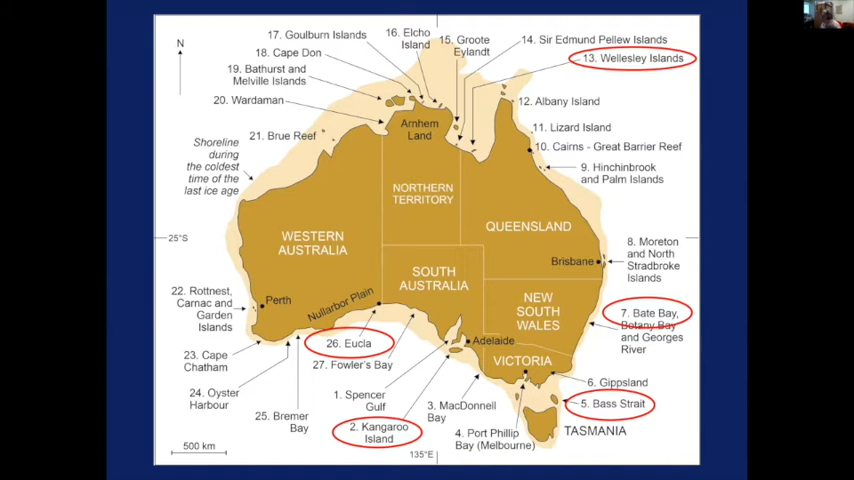 17. Goulburn Islands
16. Elcho
Island
15. Groote
Eylandt
14. Sir Edmund Pellew Islands
13. Wellesley Islands
N
18. Cape Don
19. Bathurst and
Melville Islands
20. Wardaman
12. Albany Island
Arnhem
Land
21. Brue Reef
11. Lizard Island
10. Cairns - Great Barrier Reef
Shoreline
during
the coldest
time of the
last ice age
9. Hinchinbrook
and Palm Islands
NORTHERN
TERRITORY
QUEENSLAND
WESTERN
AUSTRALIA
25°S
8. Moreton
and North
Stradbroke
Islands
Brisbane
SOUTH
AUSTRALIA
22. Rottnest,
Carnac and
Garden
Islands
Perth
Nullarbor Plain
NEW
SOUTH
WALES
7. Bate Bay,
Botany Bay
and Georges
River
26. Eucla
Adelaide
VICTORIA
23. Cape
Chatham
27. Fowler's Bay
6. Gippsland
24. Oyster
Harbour
1. Spencer
Gulf
3. MacDonnell
Bay
5. Bass Strait
25. Bremer
Bay
2. Kangaroo
Island
4. Port Phillip
Bay (Melbourne)
TASMANIA
500 km
135°E